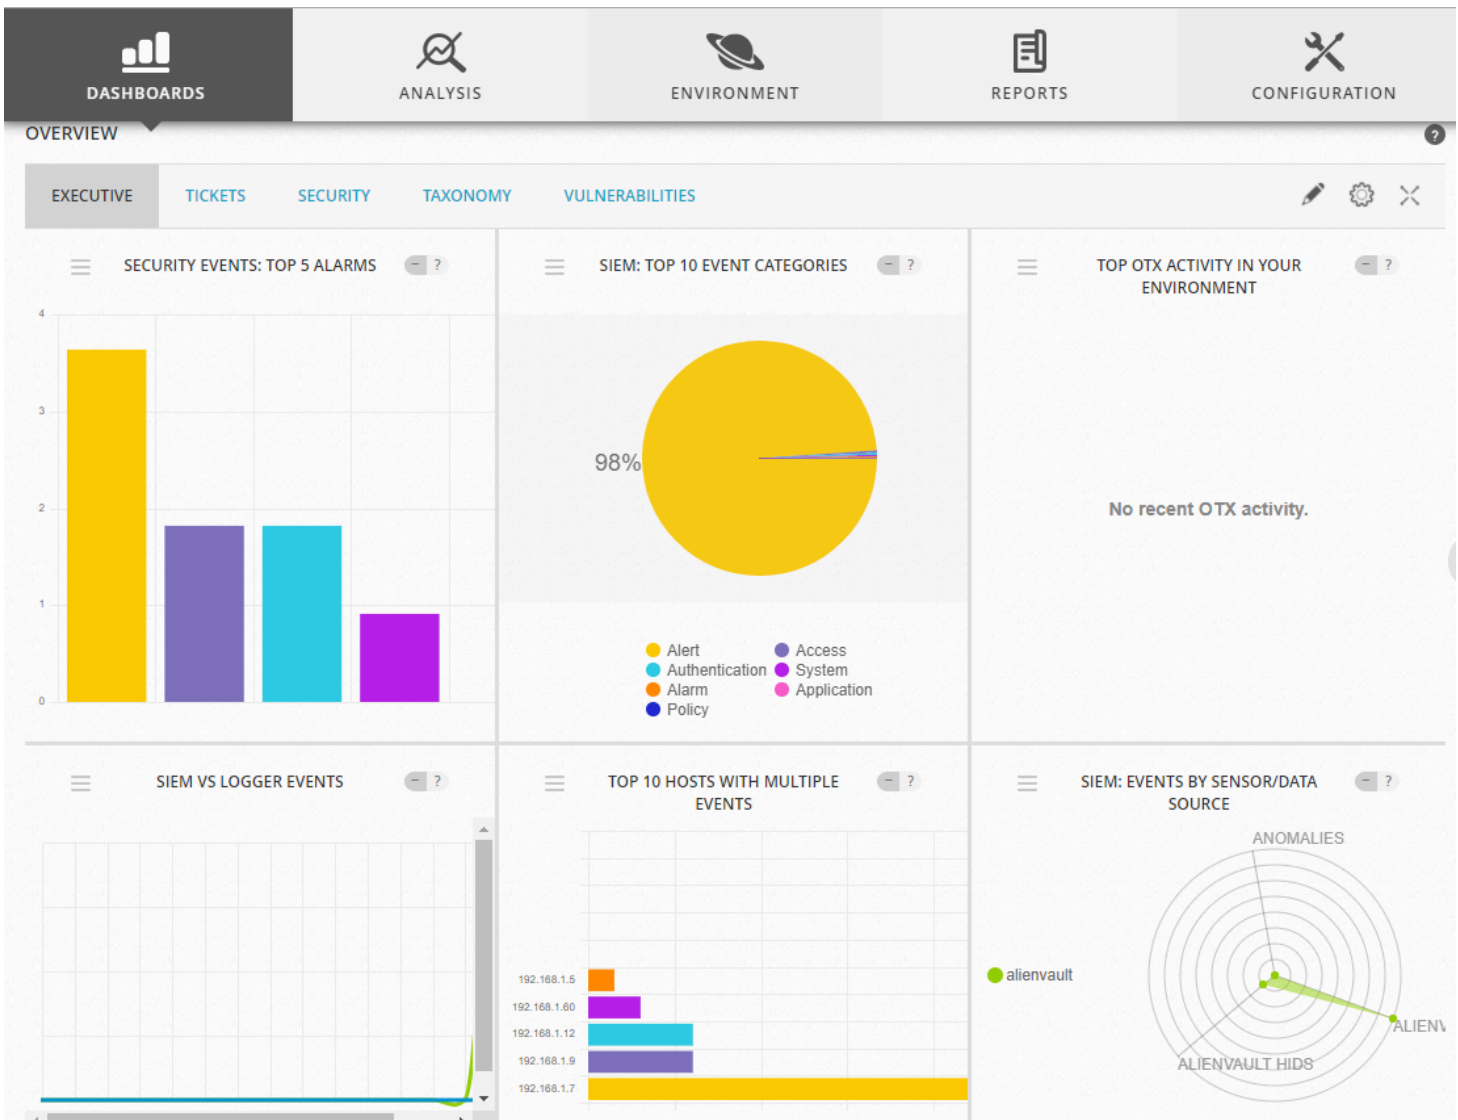 DASHBOARDS
ANALYSIS
ENVIRONMENT
REPORTS
CONFIGURATION
OVERVIEW
?
EXECUTIVE
TICKETS
SECURITY
TAXONOMY
VULNERABILITIES
SECURITY EVENTS: TOP 5 ALARMS
− ?
4
3
2
1
0
SIEM: TOP 10 EVENT CATEGORIES
− ?
98%
Alert
Access
Authentication
System
Alarm
Application
Policy
TOP OTX ACTIVITY IN YOUR
ENVIRONMENT
− ?
No recent OTX activity.
SIEM VS LOGGER EVENTS
− ?
TOP 10 HOSTS WITH MULTIPLE
EVENTS
− ?
192.168.1.5
192.168.1.60
192.168.1.12
192.168.1.9
192.168.1.7
SIEM: EVENTS BY SENSOR/DATA
SOURCE
− ?
ANOMALIES
alienvault
ALIENV
ALIENVAULT HIDS